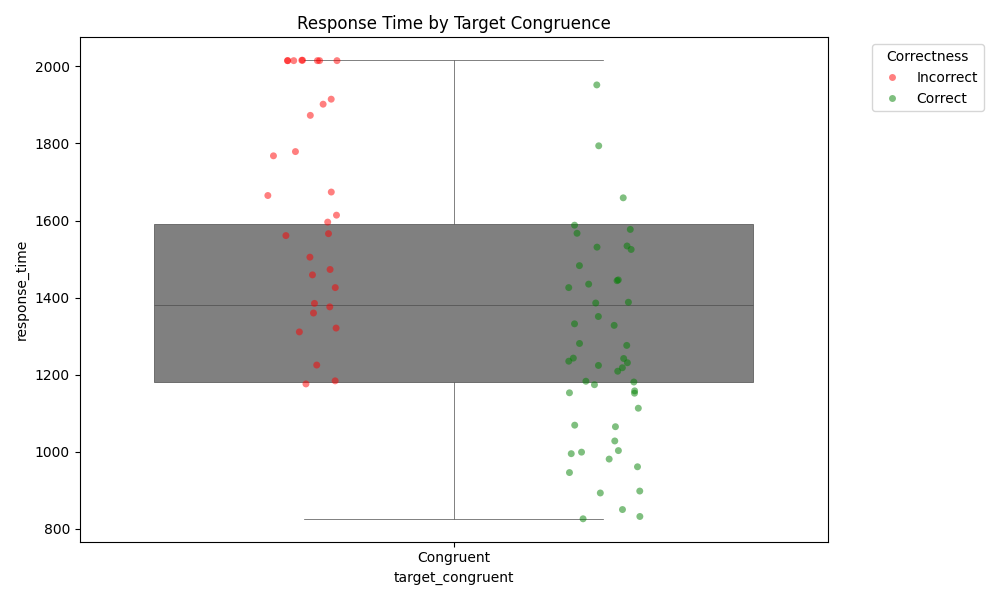 Response Time by Target Congruence
Correctness
Incorrect
Correct
2000
1800
1600
1400
1200
1000
800
response_time
Congruent
target_congruent